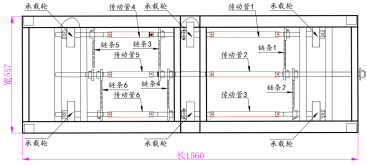 承载轮 传动管4 承载轮 传动管1 承载轮
链条5 链条3 链条1
传动管5 传动管2
链条6 链条4 链条2
传动管6 传动管3
承载轮 承载轮 承载轮
宽557
长1560